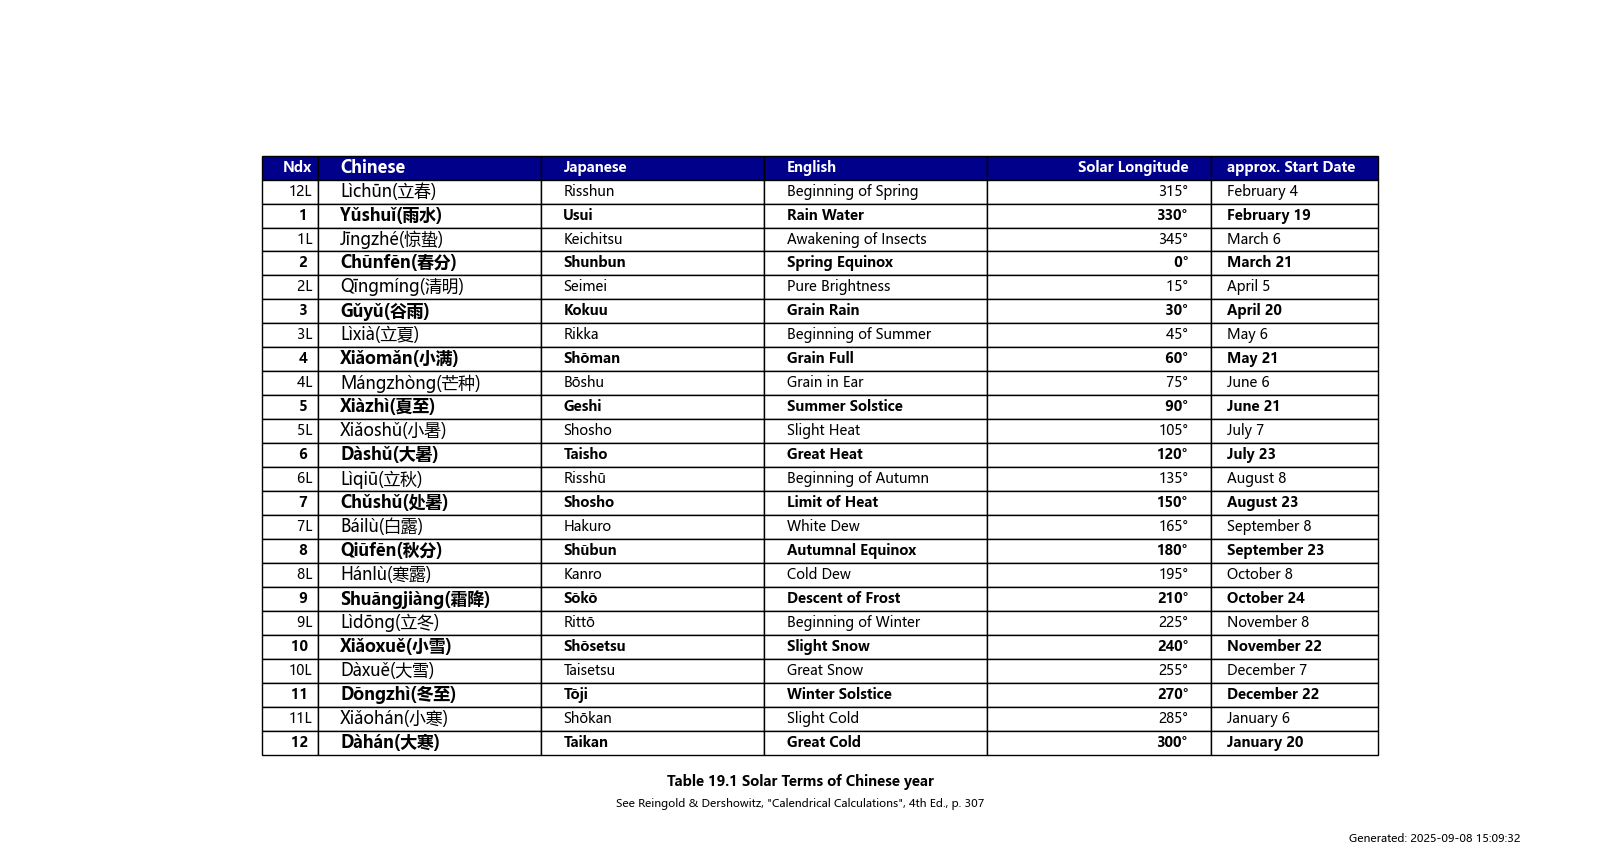 Ndx Chinese Japanese English Solar Longitude approx. Start Date
12L Lìchūn(立春) Risshun Beginning of Spring 315° February 4
1 Yǔshuǐ(雨水) Usui Rain Water 330° February 19
1L Jīngzhé(惊蛰) Keichitsu Awakening of Insects 345° March 6
2 Chūnfēn(春分) Shunbun Spring Equinox 0° March 21
2L Qīngmíng(清明) Seimei Pure Brightness 15° April 5
3 Gǔyǔ(谷雨) Kokuu Grain Rain 30° April 20
3L Lìxià(立夏) Rikka Beginning of Summer 45° May 6
4 Xiǎomǎn(小满) Shōman Grain Full 60° May 21
4L Mángzhòng(芒种) Bōshu Grain in Ear 75° June 6
5 Xiàzhì(夏至) Geshi Summer Solstice 90° June 21
5L Xiǎoshǔ(小暑) Shosho Slight Heat 105° July 7
6 Dàshǔ(大暑) Taisho Great Heat 120° July 23
6L Lìqiū(立秋) Risshū Beginning of Autumn 135° August 8
7 Chǔshǔ(处暑) Shosho Limit of Heat 150° August 23
7L Báilù(白露) Hakuro White Dew 165° September 8
8 Qiūfēn(秋分) Shūbun Autumnal Equinox 180° September 23
8L Hánlù(寒露) Kanro Cold Dew 195° October 8
9 Shuāngjiàng(霜降) Sōkō Descent of Frost 210° October 24
9L Lìdōng(立冬) Rittō Beginning of Winter 225° November 8
10 Xiǎoxuě(小雪) Shōsetsu Slight Snow 240° November 22
10L Dàxuě(大雪) Taisetsu Great Snow 255° December 7
11 Dōngzhì(冬至) Tōji Winter Solstice 270° December 22
11L Xiǎohán(小寒) Shōkan Slight Cold 285° January 6
12 Dàhán(大寒) Taikan Great Cold 300° January 20
Table 19.1 Solar Terms of Chinese year
See Reingold & Dershowitz, "Calendrical Calculations", 4th Ed., p. 307
Generated: 2025-09-08 15:09:32